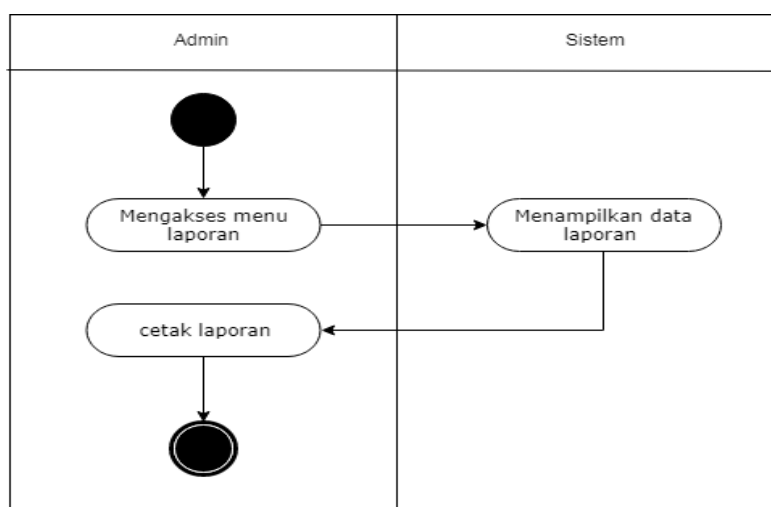 Admin
Sistem
Mengakses menu
laporan
Menampilkan data
laporan
cetak laporan